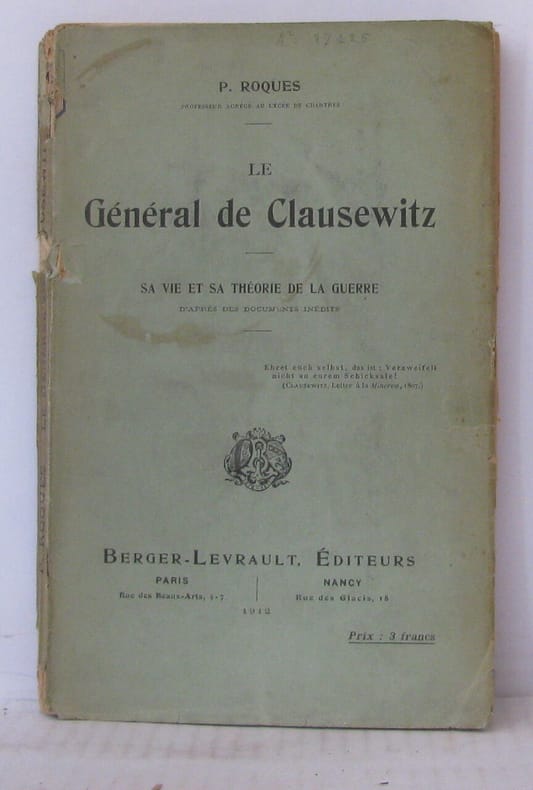 P. ROQUES
PROFESSEUR AGRÉGÉ AU LYCÉE DE CHARTRES
LE
Général de Clausewitz
SA VIE ET SA THÉORIE DE LA GUERRE
D'APRÈS DES DOCUMENTS INÉDITS
Ehret euch selbst, das ist : Verzweifelt
nicht an eurem Schicksale!
(CLAUSEWITZ, Lettre à la Minerva, 1807.)
BERGER-LEVRAULT, ÉDITEURS
PARIS
Rue des Beaux-Arts, 5-7
NANCY
Rue des Glacis, 18
1912
Prix : 3 francs